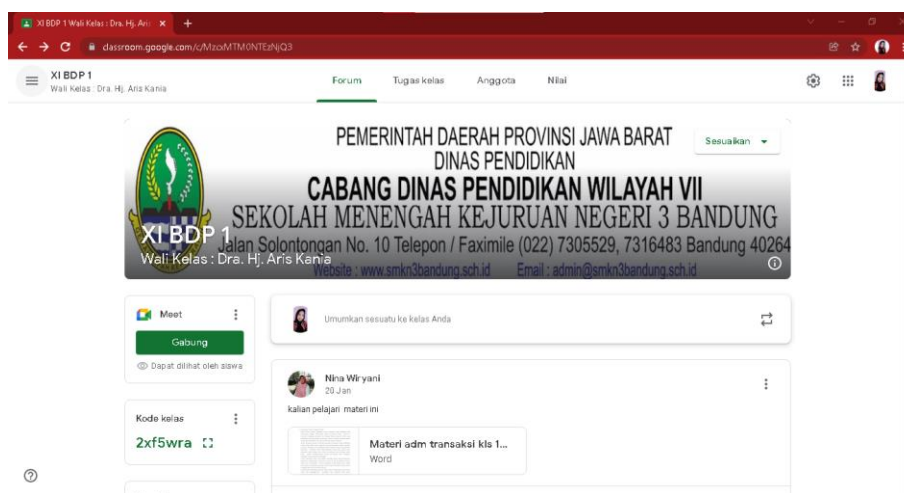 XI BDP 1 Wali Kelas : Dra. Hj. Ari
classroom.google.com/c/MzcxMTM0NTEzNjQ3
XI BDP 1
Wali Kelas : Dra. Hj. Aris Kania
Forum
Tugas kelas
Anggota
Nilai
PEMERINTAH DAERAH PROVINSI JAWA BARAT
DINAS PENDIDIKAN
CABANG DINAS PENDIDIKAN WILAYAH VII
SEKOLAH MENENGAH KEJURUAN NEGERI 3 BANDUNG
Jalan Solontongan No. 10 Telepon / Faximile (022) 7305529, 7316483 Bandung 40264
Website : www.smkn3bandung.sch.id Email : admin@smkn3bandung.sch.id
Sesuaikan
XI BDP 1
Wali Kelas : Dra. Hj. Aris Kania
Meet
Gabung
Dapat dilihat oleh siswa
Kode kelas
2xf5wra
Umumkan sesuatu ke kelas Anda
Nina Wiryani
20 Jan
kalian pelajari materi ini
Materi adm transaksi kls 1...
Word